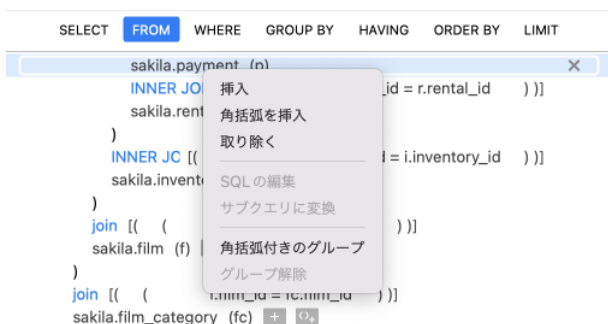 SELECT FROM WHERE GROUP BY HAVING ORDER BY LIMIT
sakila.payment (p)
INNER JO _id = r.rental_id ) )]
sakila.rent
)
INNER JC [( = i.inventory_id ) )]
sakila.invent
)
join [( ( ) )]
sakila.film (f)
)
join [( ( f.film_id = fc.film_id ) )]
sakila.film_category (fc)
挿入
角括弧を挿入
取り除く
SQL の編集
サブクエリに変換
角括弧付きのグループ
グループ解除